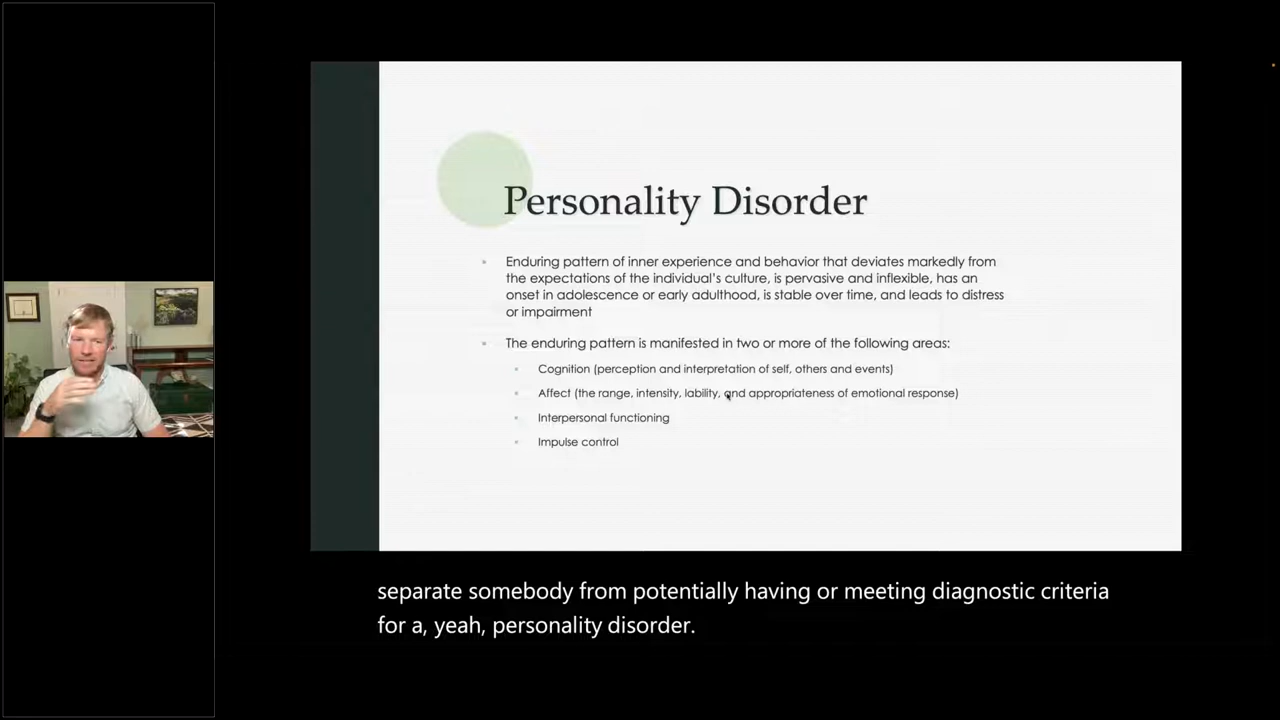 Personality Disorder
Enduring pattern of inner experience and behavior that deviates markedly from
the expectations of the individual's culture, is pervasive and inflexible, has an
onset in adolescence or early adulthood, is stable over time, and leads to distress
or impairment
The enduring pattern is manifested in two or more of the following areas:
Cognition (perception and interpretation of self, others and events)
Affect (the range, intensity, lability, and appropriateness of emotional response)
Interpersonal functioning
Impulse control
separate somebody from potentially having or meeting diagnostic criteria
for a, yeah, personality disorder.